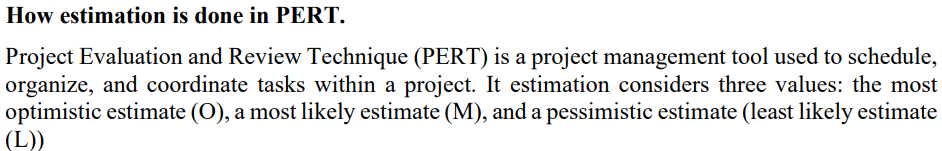 How estimation is done in PERT.
Project Evaluation and Review Technique (PERT) is a project management tool used to schedule,
organize, and coordinate tasks within a project. It estimation considers three values: the most
optimistic estimate (O), a most likely estimate (M), and a pessimistic estimate (least likely estimate
(L))